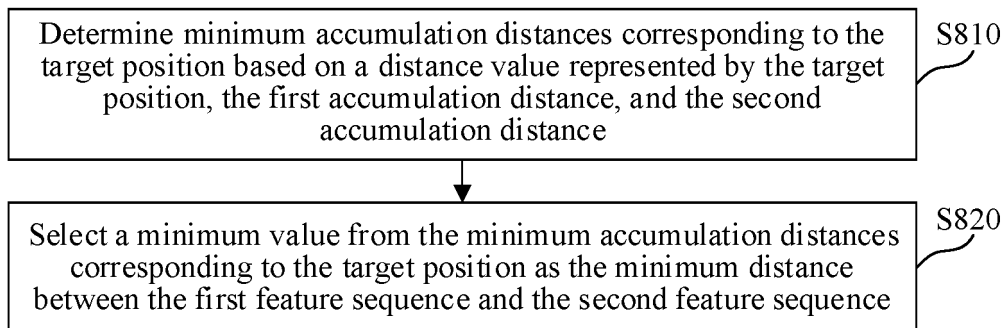 Determine minimum accumulation distances corresponding to the
target position based on a distance value represented by the target
position, the first accumulation distance, and the second
accumulation distance
S810
Select a minimum value from the minimum accumulation distances
corresponding to the target position as the minimum distance
between the first feature sequence and the second feature sequence
S820